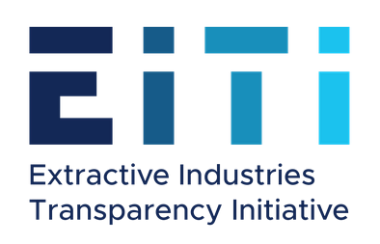 EiTi
Extractive Industries
Transparency Initiative